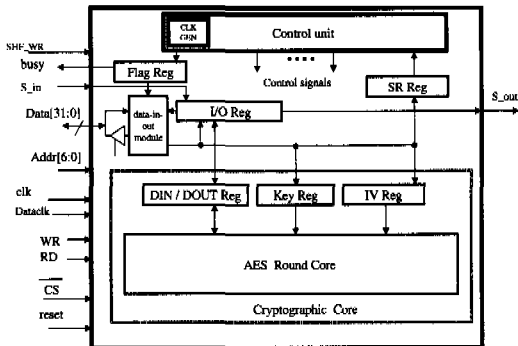 CLK
GEN
Control unit
SHF_WR
busy
Flag Reg
Control signals
SR Reg
S_in
I/O Reg
S_out
Data[31:0]
data-in-
out
module
Addr[6:0]
clk
Dataclk
DIN / DOUT Reg
Key Reg
IV Reg
WR
RD
AES Round Core
CS
Cryptographic Core
reset